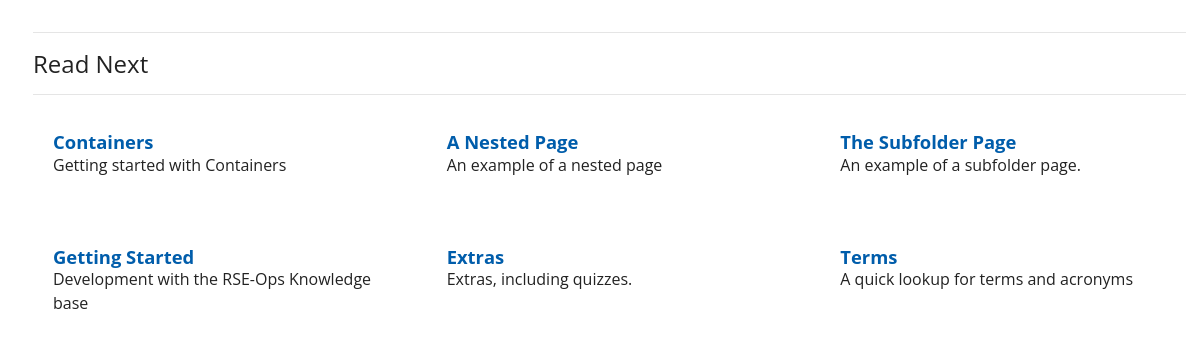 Read Next
Containers
Getting started with Containers
A Nested Page
An example of a nested page
The Subfolder Page
An example of a subfolder page.
Getting Started
Development with the RSE-Ops Knowledge
base
Extras
Extras, including quizzes.
Terms
A quick lookup for terms and acronyms